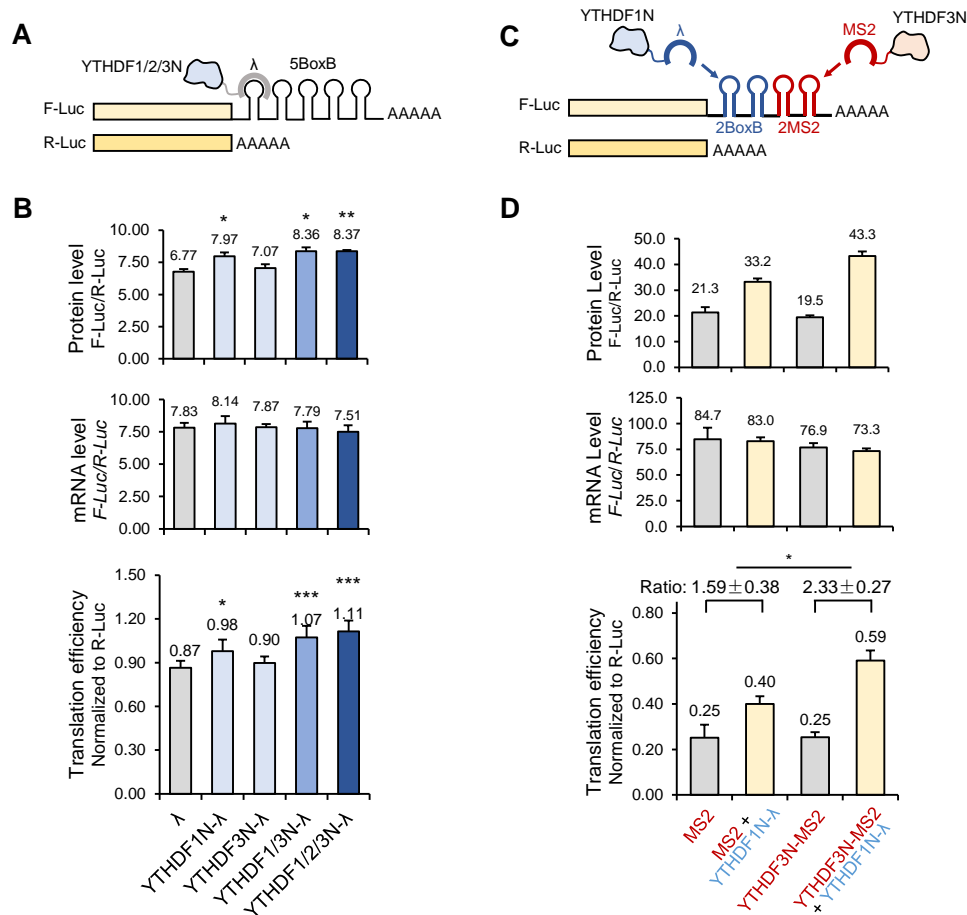 A
YTHDF1/2/3N
λ
5BoxB
F-Luc
AAAAA
R-Luc
AAAAA
B
Protein level
F-Luc/R-Luc
10.00
7.50
5.00
2.50
0.00
6.77
*
7.97
7.07
*
8.36
**
8.37
mRNA level
F-Luc/R-Luc
10.00
7.50
5.00
2.50
0.00
7.83
8.14
7.87
7.79
7.51
Translation efficiency
Normalized to R-Luc
1.50
1.20
0.90
0.60
0.30
0.00
0.87
*
0.98
0.90
***
1.07
***
1.11
λ
YTHDF1N-λ
YTHDF3N-λ
YTHDF1/3N-λ
YTHDF1/2/3N-λ
C
YTHDF1N
λ
MS2
YTHDF3N
F-Luc
2BoxB
2MS2
AAAAA
R-Luc
AAAAA
D
Protein Level
F-Luc/R-Luc
50.0
40.0
30.0
20.0
10.0
0.0
21.3
33.2
19.5
43.3
mRNA Level
F-Luc/R-Luc
125.0
100.0
75.0
50.0
25.0
0.0
84.7
83.0
76.9
73.3
*
Ratio: 1.59±0.38 2.33±0.27
Translation efficiency
Normalized to R-Luc
0.80
0.60
0.40
0.20
0.00
0.25
0.40
0.25
0.59
MS2
MS2 +
YTHDF1N-λ
YTHDF3N-MS2
YTHDF3N-MS2
+ YTHDF1N-λ